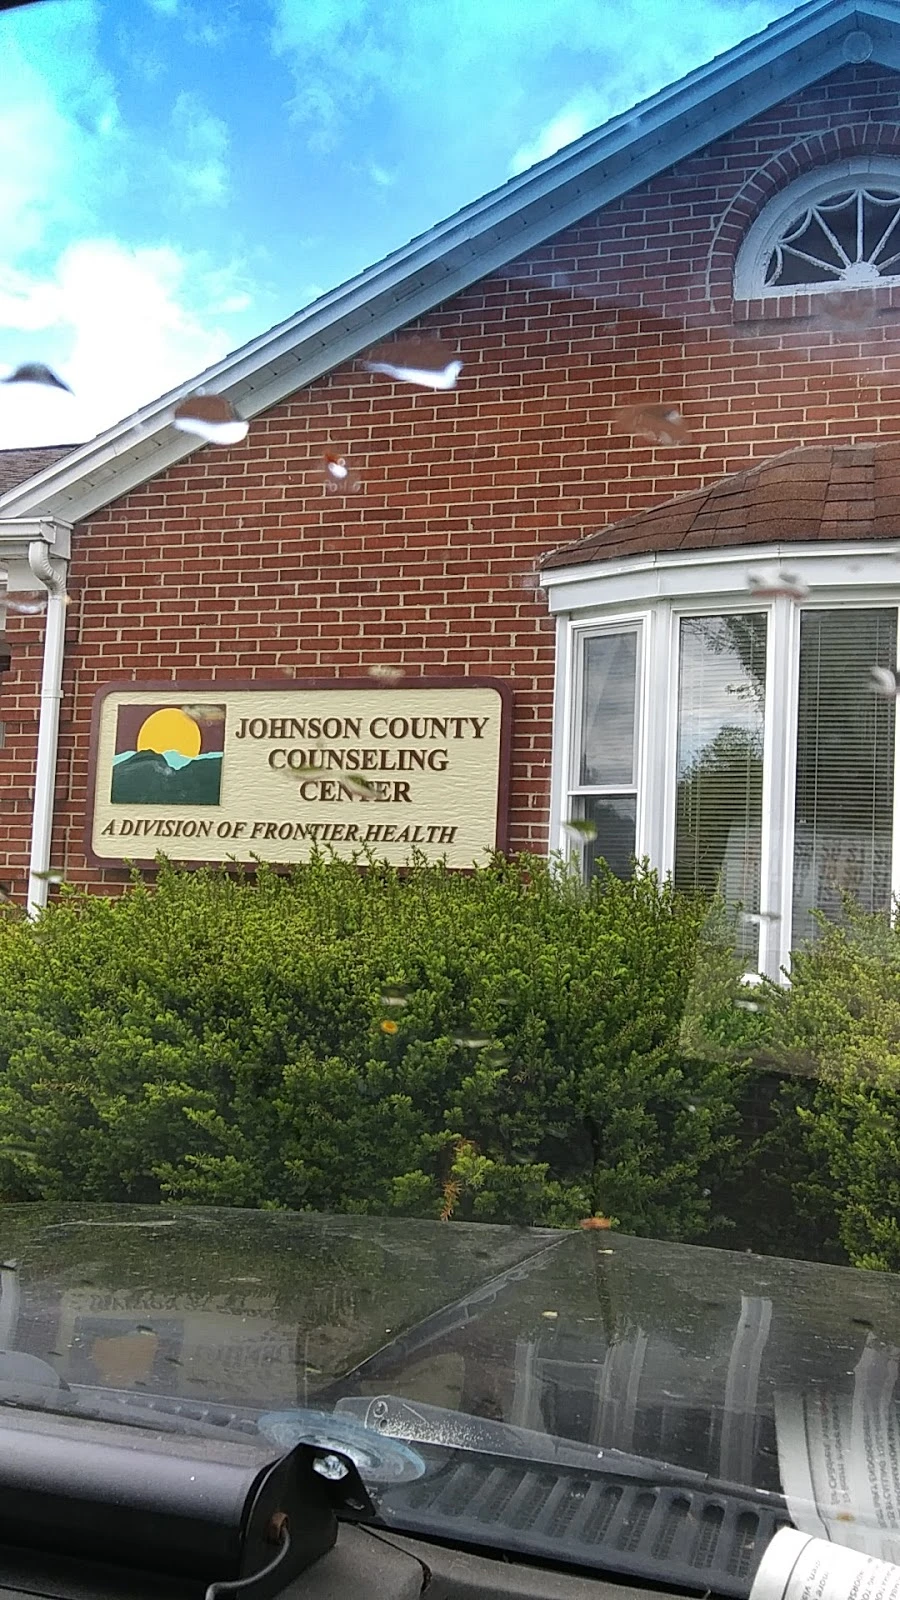 JOHNSON COUNTY
COUNSELING
CENTER
A DIVISION OF FRONTIER HEALTH